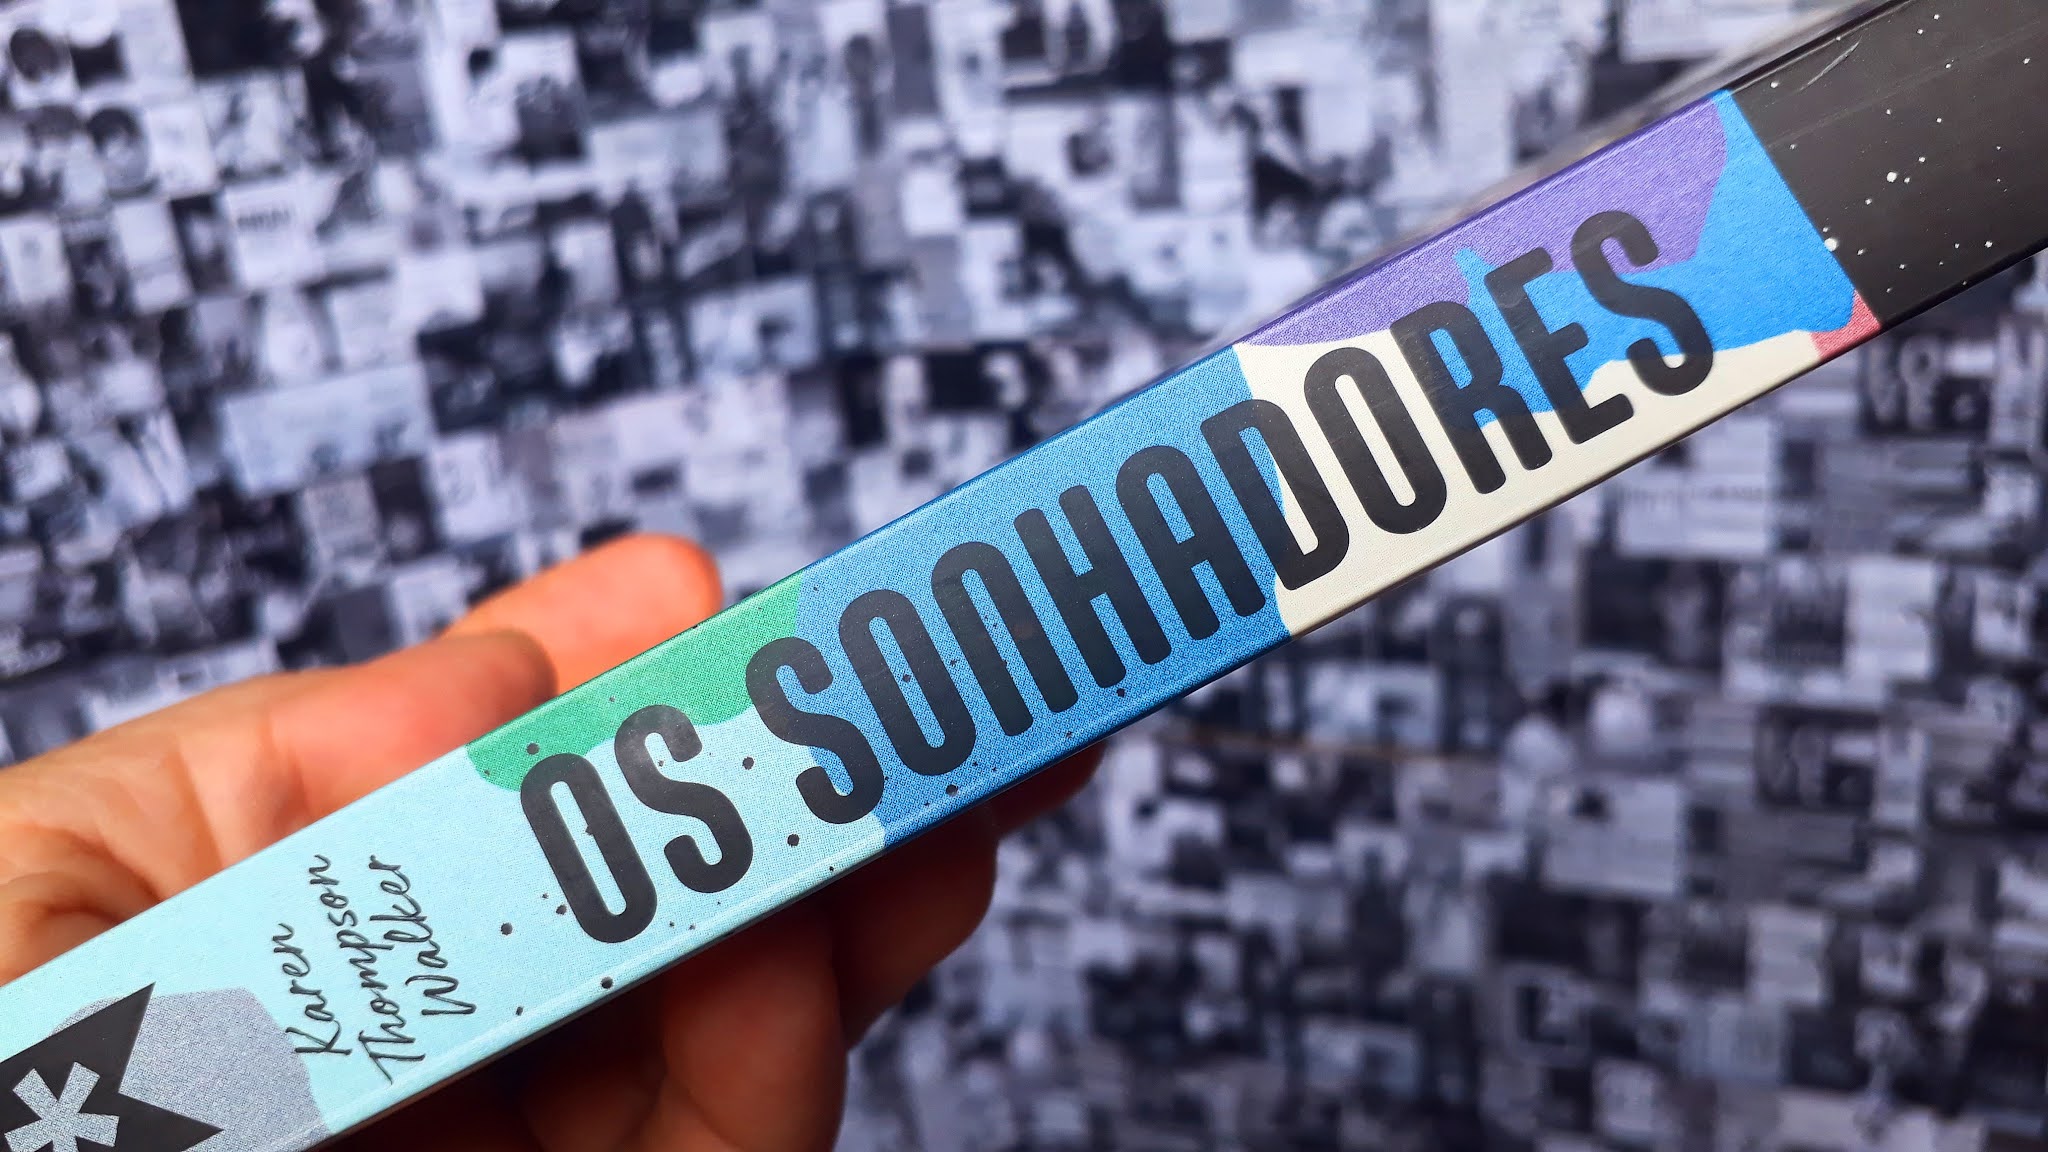 OS SONHADORES
Karen
Thompson
Walker